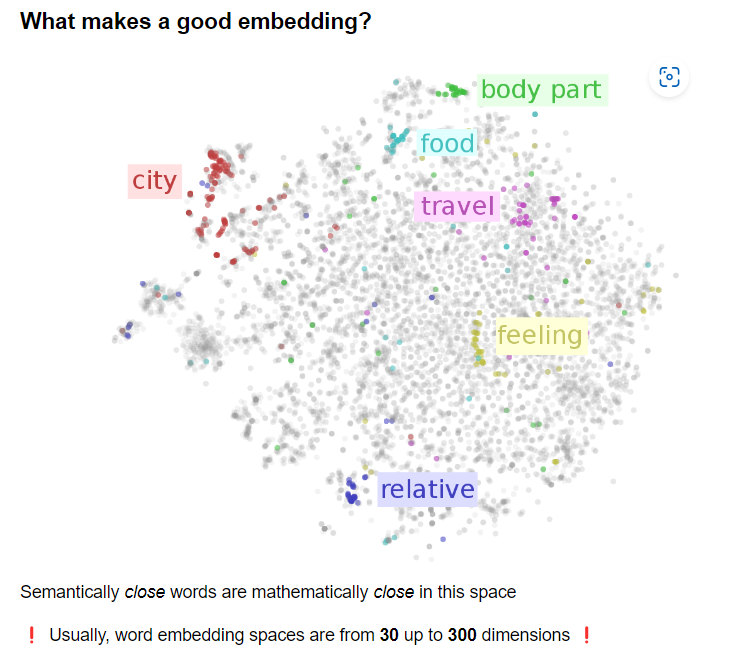 What makes a good embedding?
body part
food
city
travel
feeling
relative
Semantically close words are mathematically close in this space
❗ Usually, word embedding spaces are from 30 up to 300 dimensions ❗